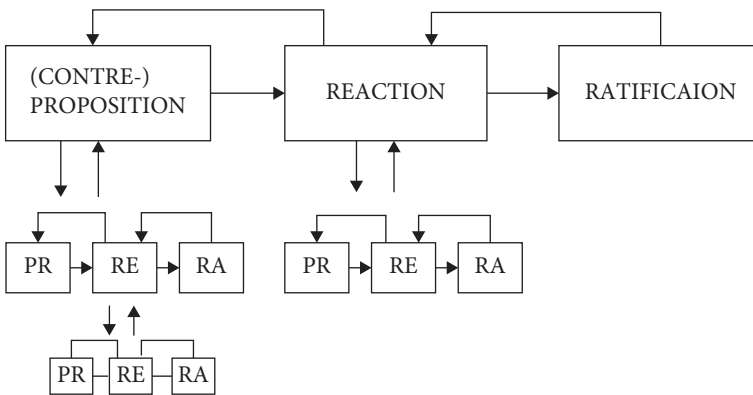 (CONTRE-)
PROPOSITION
REACTION
RATIFICAION
PR
RE
RA
PR
RE
RA
PR
RE
RA